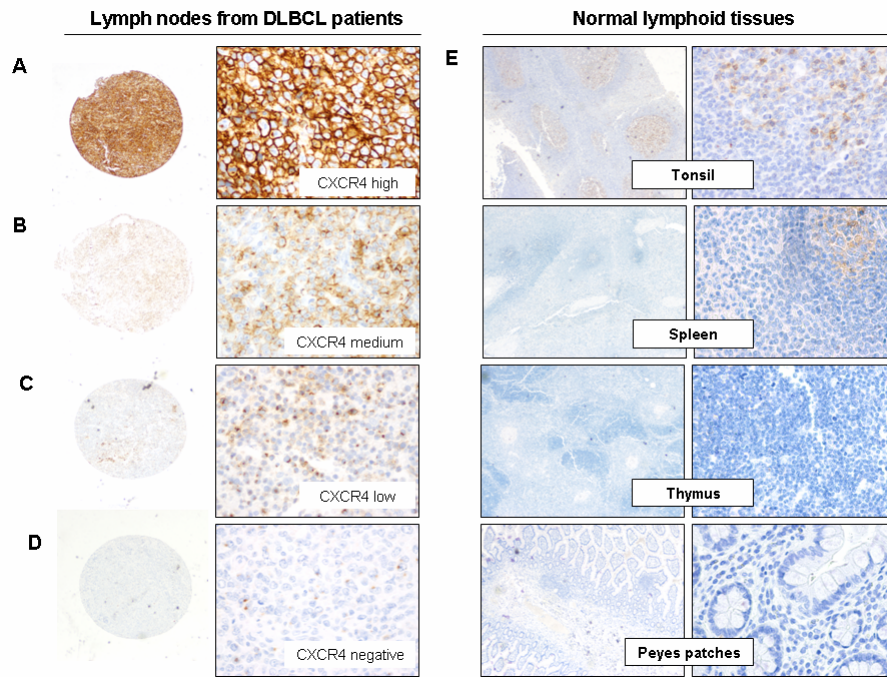 Lymph nodes from DLBCL patients
Normal lymphoid tissues
A
CXCR4 high
B
CXCR4 medium
C
CXCR4 low
D
CXCR4 negative
E
Tonsil
Spleen
Thymus
Peyes patches